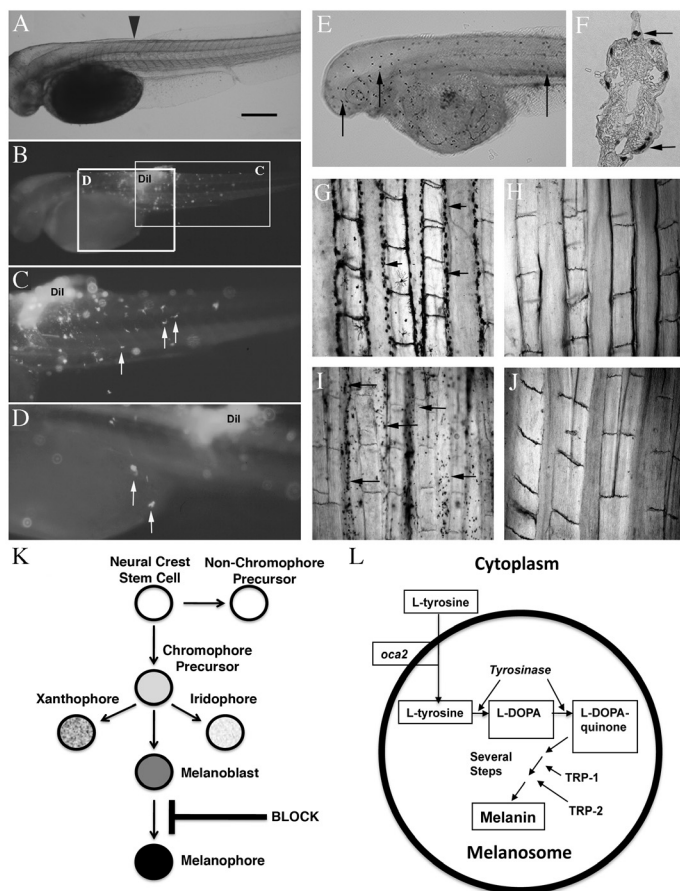 A
B
D
DiI
C
C
DiI
D
DiI
E
F
G
H
I
J
K
Neural Crest
Stem Cell
Non-Chromophore
Precursor
Chromophore
Precursor
Xanthophore
Iridophore
Melanoblast
BLOCK
Melanophore
L
Cytoplasm
L-tyrosine
oca2
Tyrosinase
L-tyrosine
L-DOPA
L-DOPA-
quinone
Several
Steps
TRP-1
TRP-2
Melanin
Melanosome